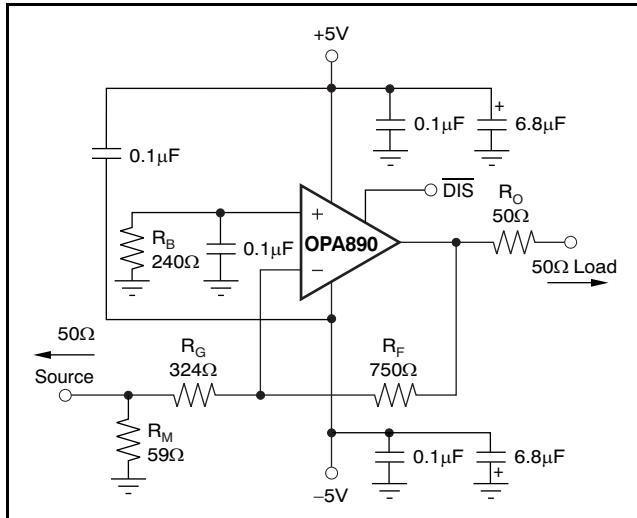 +5V
+
0.1μF
0.1μF
6.8μF
DIS
R_O
50Ω
+
OPA890
−
R_B
240Ω
0.1μF
50Ω Load
50Ω
Source
R_G
324Ω
R_F
750Ω
R_M
59Ω
0.1μF
6.8μF
+
−5V